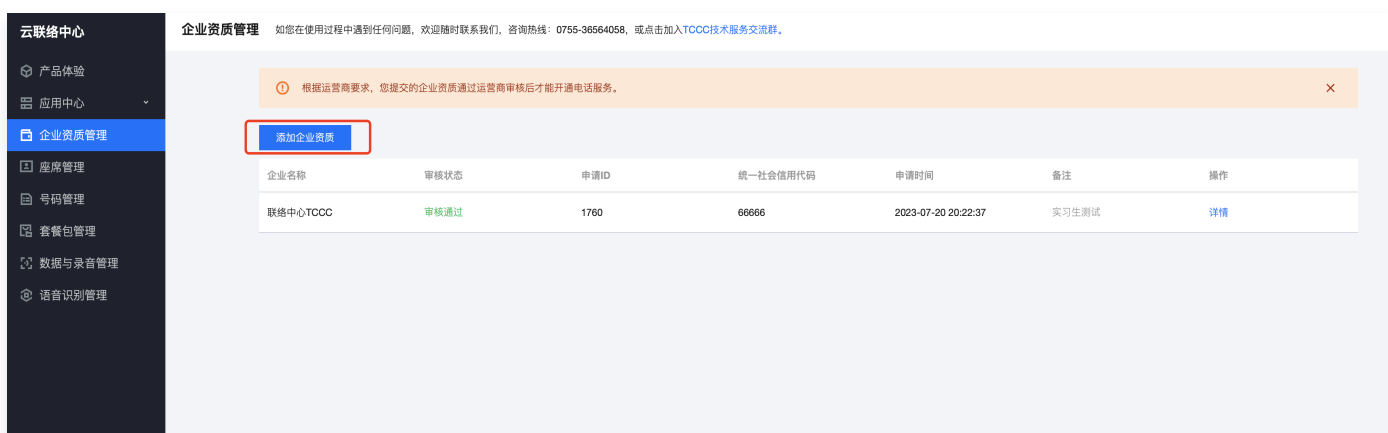 云联络中心
企业资质管理 如您在使用过程中遇到任何问题，欢迎随时联系我们，咨询热线：0755-36564058，或点击加入TCCC技术服务交流群。
产品体验
应用中心
企业资质管理
座席管理
号码管理
套餐包管理
数据与录音管理
语音识别管理
根据运营商要求，您提交的企业资质通过运营商审核后才能开通电话服务。
添加企业资质
企业名称 审核状态 申请ID 统一社会信用代码 申请时间 备注 操作
联络中心TCCC 审核通过 1760 66666 2023-07-20 20:22:37 实习生测试 详情